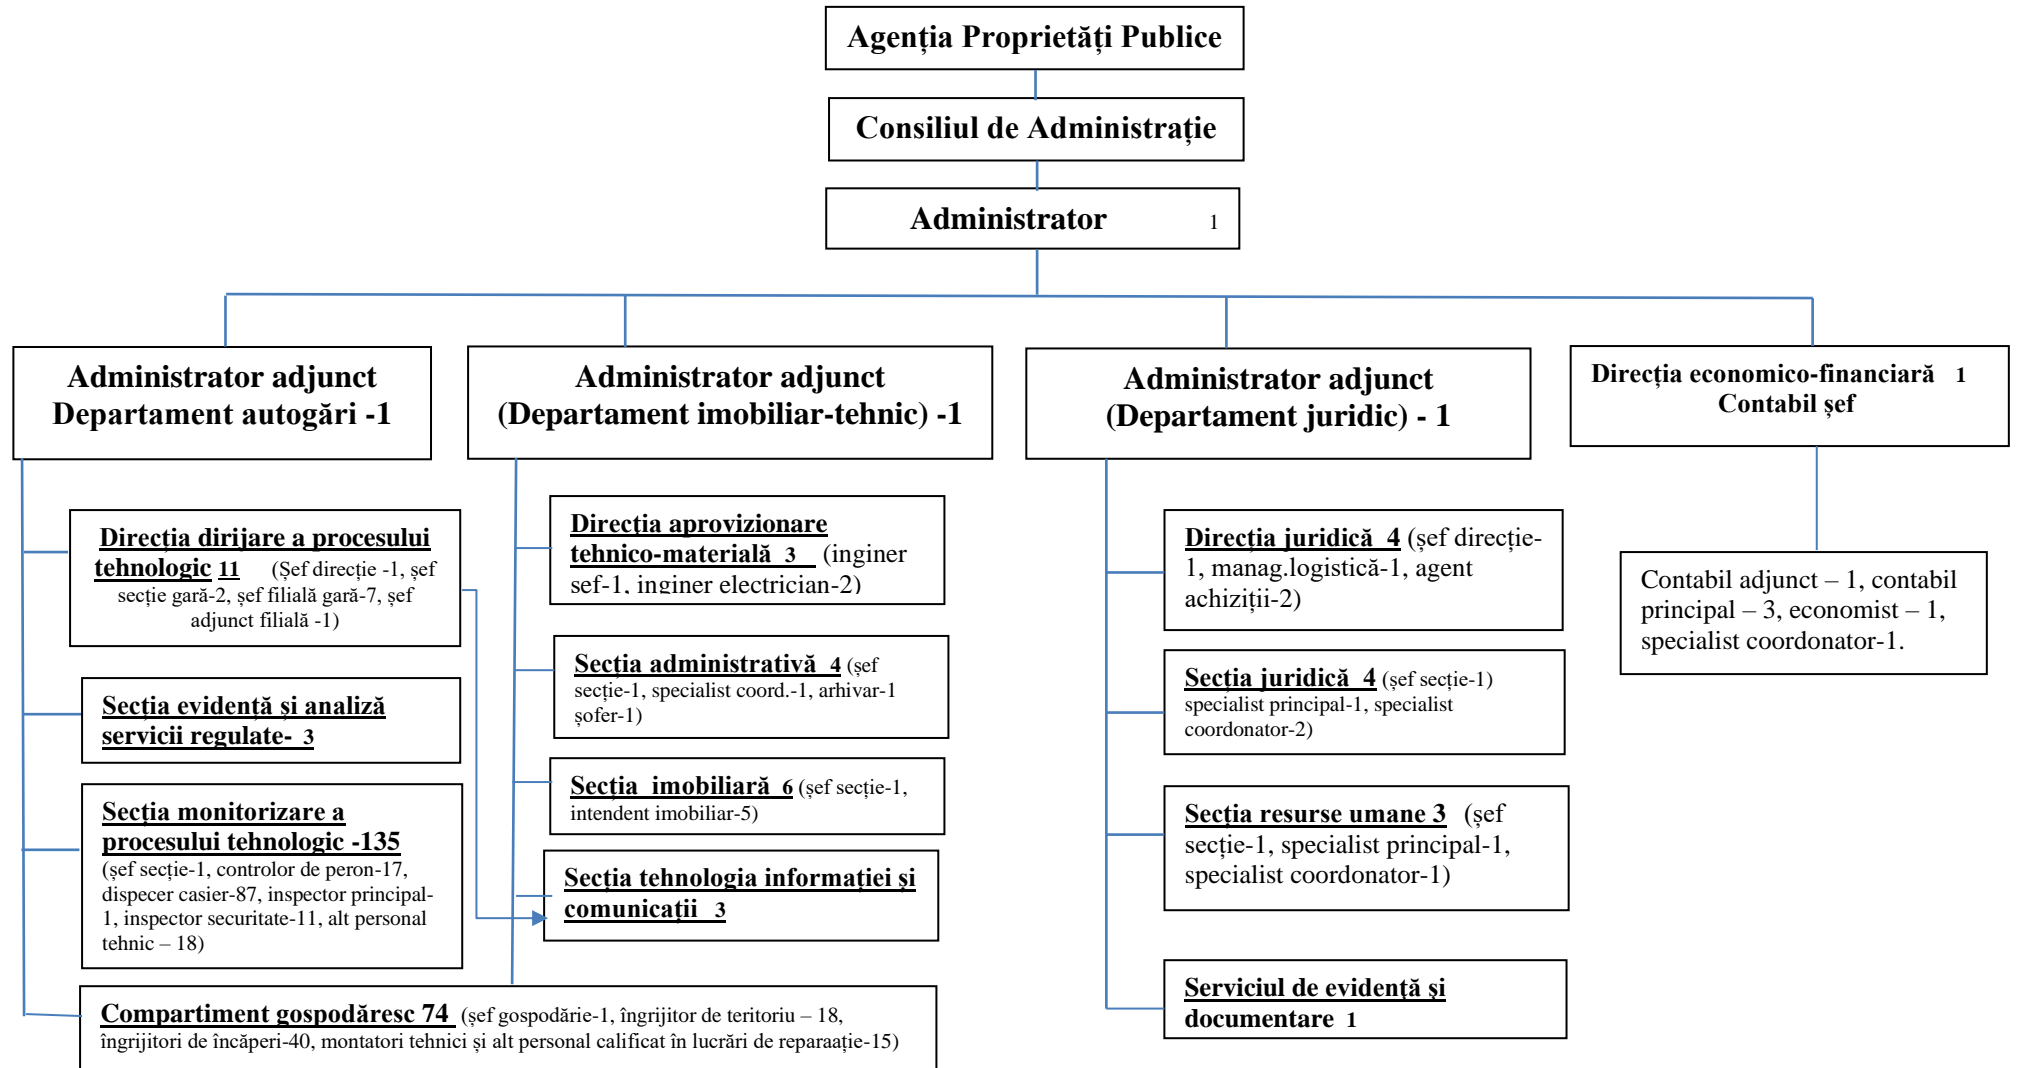 Agenția Proprietăți Publice
Consiliul de Administrație
Administrator 1
Administrator adjunct
Departament autogări -1
Administrator adjunct
(Departament imobiliar-tehnic) -1
Administrator adjunct
(Departament juridic) - 1
Direcția economico-financiară 1
Contabil șef
Direcția dirijare a procesului
tehnologic 11 (Șef direcție -1, șef
secție gară-2, șef filială gară-7, șef
adjunct filială -1)
Secția evidență și analiză
servicii regulate- 3
Secția monitorizare a
procesului tehnologic -135
(șef secție-1, controlor de peron-17,
dispecer casier-87, inspector principal-
1, inspector securitate-11, alt personal
tehnic – 18)
Compartiment gospodăresc 74 (șef gospodărie-1, îngrijitor de teritoriu – 18,
îngrijitori de încăperi-40, montatori tehnici și alt personal calificat în lucrări de reparaație-15)
Direcția aprovizionare
tehnico-materială 3 (inginer
sef-1, inginer electrician-2)
Secția administrativă 4 (șef
secție-1, specialist coord.-1, arhivar-1
șofer-1)
Secția imobiliară 6 (șef secție-1,
intendent imobiliar-5)
Secția tehnologia informației și
comunicații 3
Direcția juridică 4 (șef direcție-
1, manag.logistică-1, agent
achiziții-2)
Secția juridică 4 (șef secție-1)
specialist principal-1, specialist
coordonator-2)
Secția resurse umane 3 (șef
secție-1, specialist principal-1,
specialist coordonator-1)
Serviciul de evidență și
documentare 1
Contabil adjunct – 1, contabil
principal – 3, economist – 1,
specialist coordonator-1.